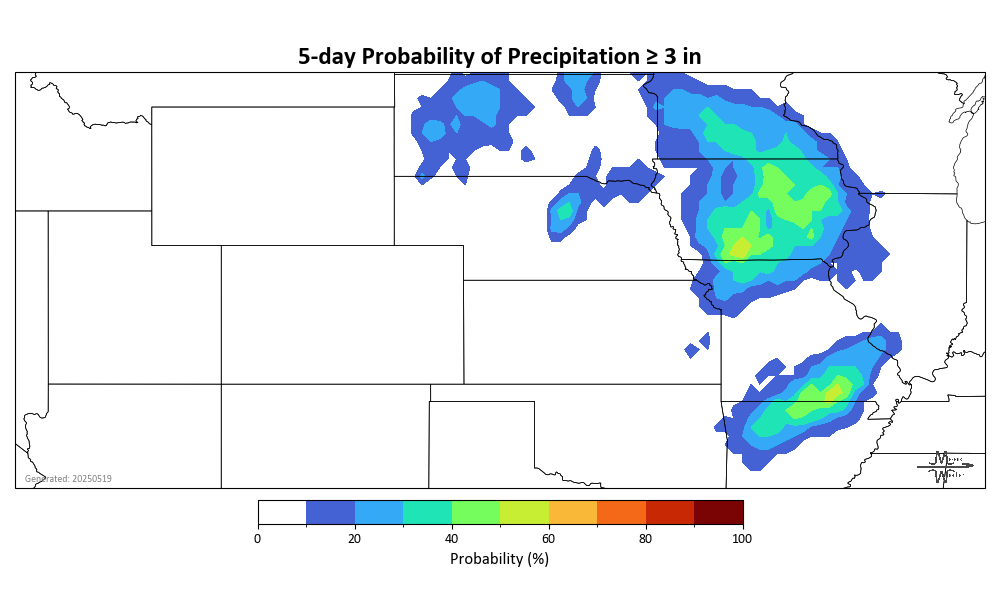 5-day Probability of Precipitation ≥ 3 in
Generated: 20250519
0 20 40 60 80 100
Probability (%)